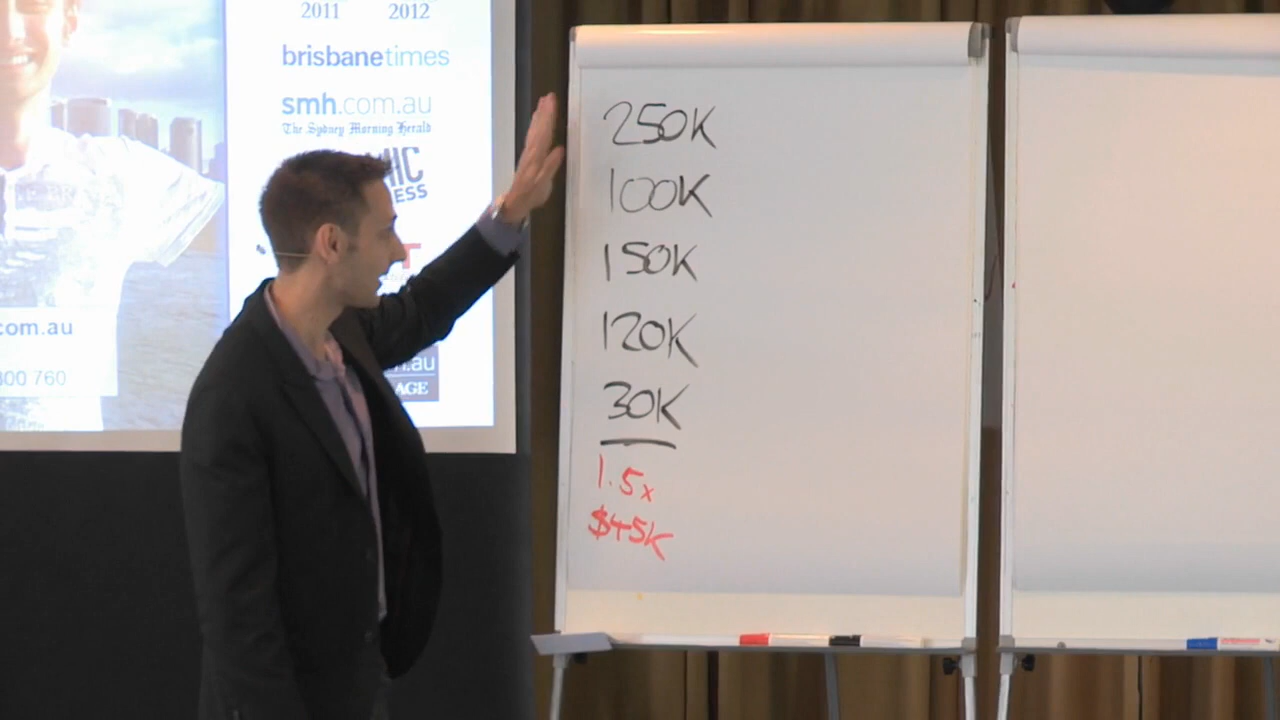 2011 2012
brisbanetimes
smh.com.au
The Sydney Morning Herald
com.au
AGE
250K
100K
150K
120K
30K
1.5x
$45K